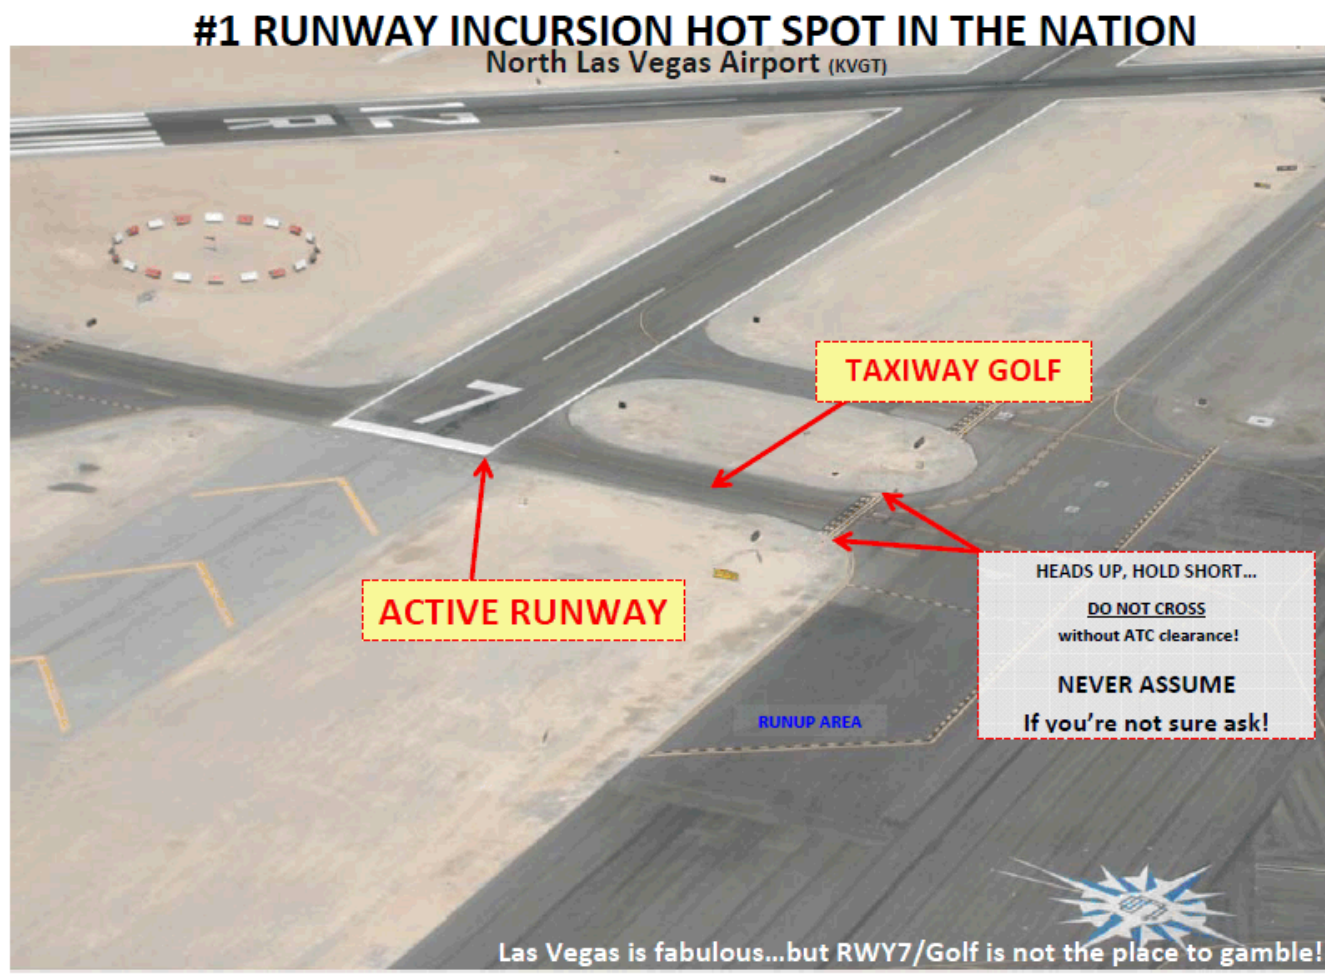 #1 RUNWAY INCURSION HOT SPOT IN THE NATION
North Las Vegas Airport (KVGT)
12R
7
TAXIWAY GOLF
ACTIVE RUNWAY
HEADS UP, HOLD SHORT...
DO NOT CROSS
without ATC clearance!
NEVER ASSUME
If you're not sure ask!
RUNUP AREA
Las Vegas is fabulous...but RWY7/Golf is not the place to gamble!